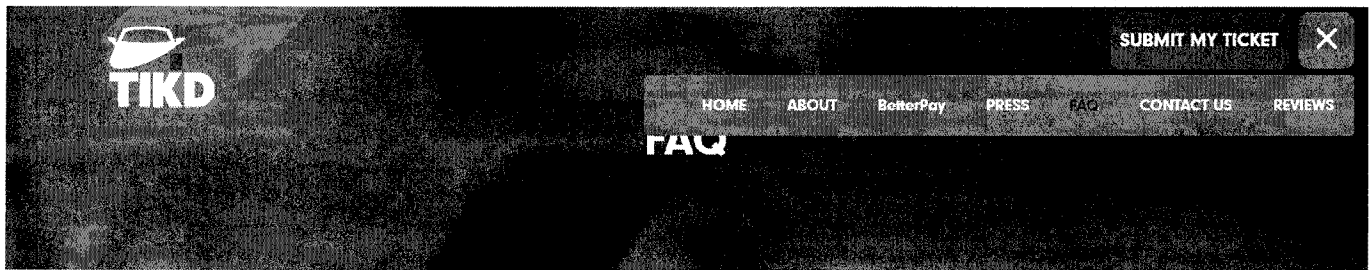 TIKD
SUBMIT MY TICKET
HOME ABOUT BetterPay PRESS FAQ CONTACT US REVIEWS
FAQ